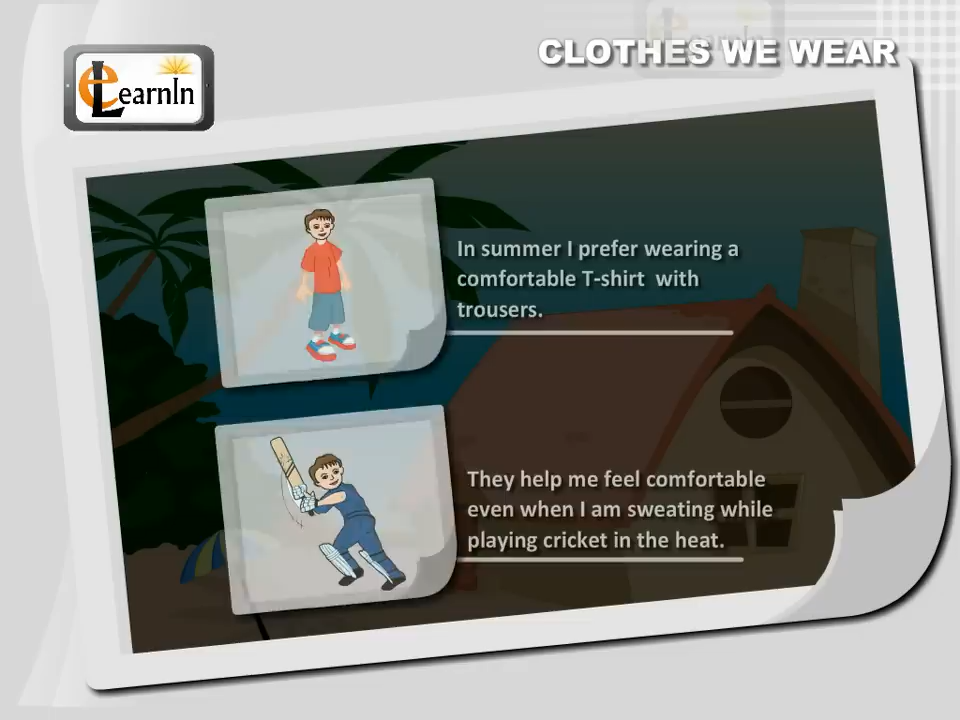 eLearnIn
CLOTHES WE WEAR
In summer I prefer wearing a
comfortable T-shirt with
trousers.
They help me feel comfortable
even when I am sweating while
playing cricket in the heat.